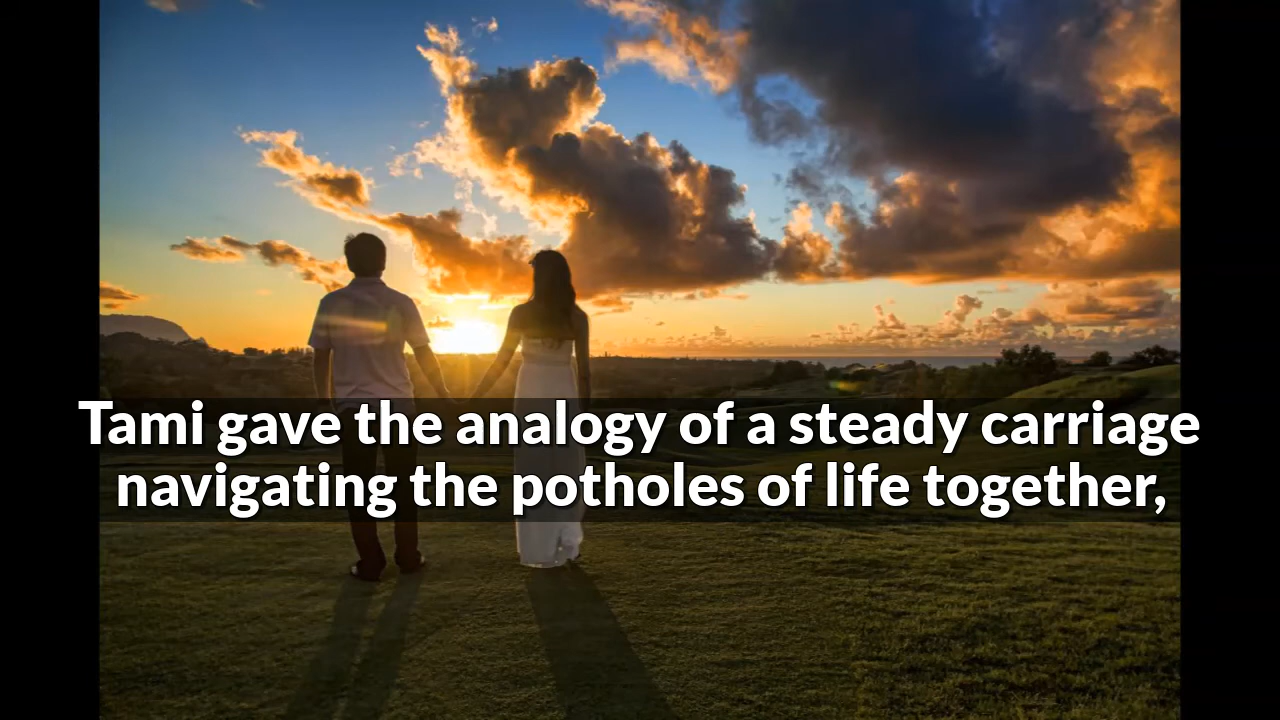 Tami gave the analogy of a steady carriage
navigating the potholes of life together,